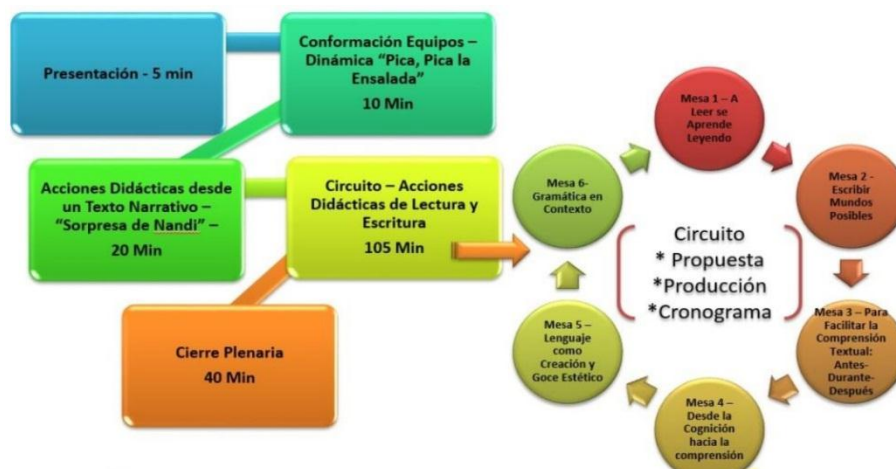 Presentación - 5 min
Conformación Equipos –
Dinámica "Pica, Pica la
Ensalada"
10 Min
Acciones Didácticas desde
un Texto Narrativo –
"Sorpresa de Nandi" –
20 Min
Circuito – Acciones
Didácticas de Lectura y
Escritura
105 Min
Cierre Plenaria
40 Min
Mesa 1 – A
Leer se
Aprende
Leyendo
Mesa 2 -
Escribir
Mundos
Posibles
Mesa 3 – Para
Facilitar la
Comprensión
Textual:
Antes-
Durante-
Después
Mesa 4 –
Desde la
Cognición
hacia la
comprensión
Mesa 5 –
Lenguaje
como
Creación y
Goce Estético
Mesa 6-
Gramática en
Contexto
Circuito
* Propuesta
*Producción
*Cronograma